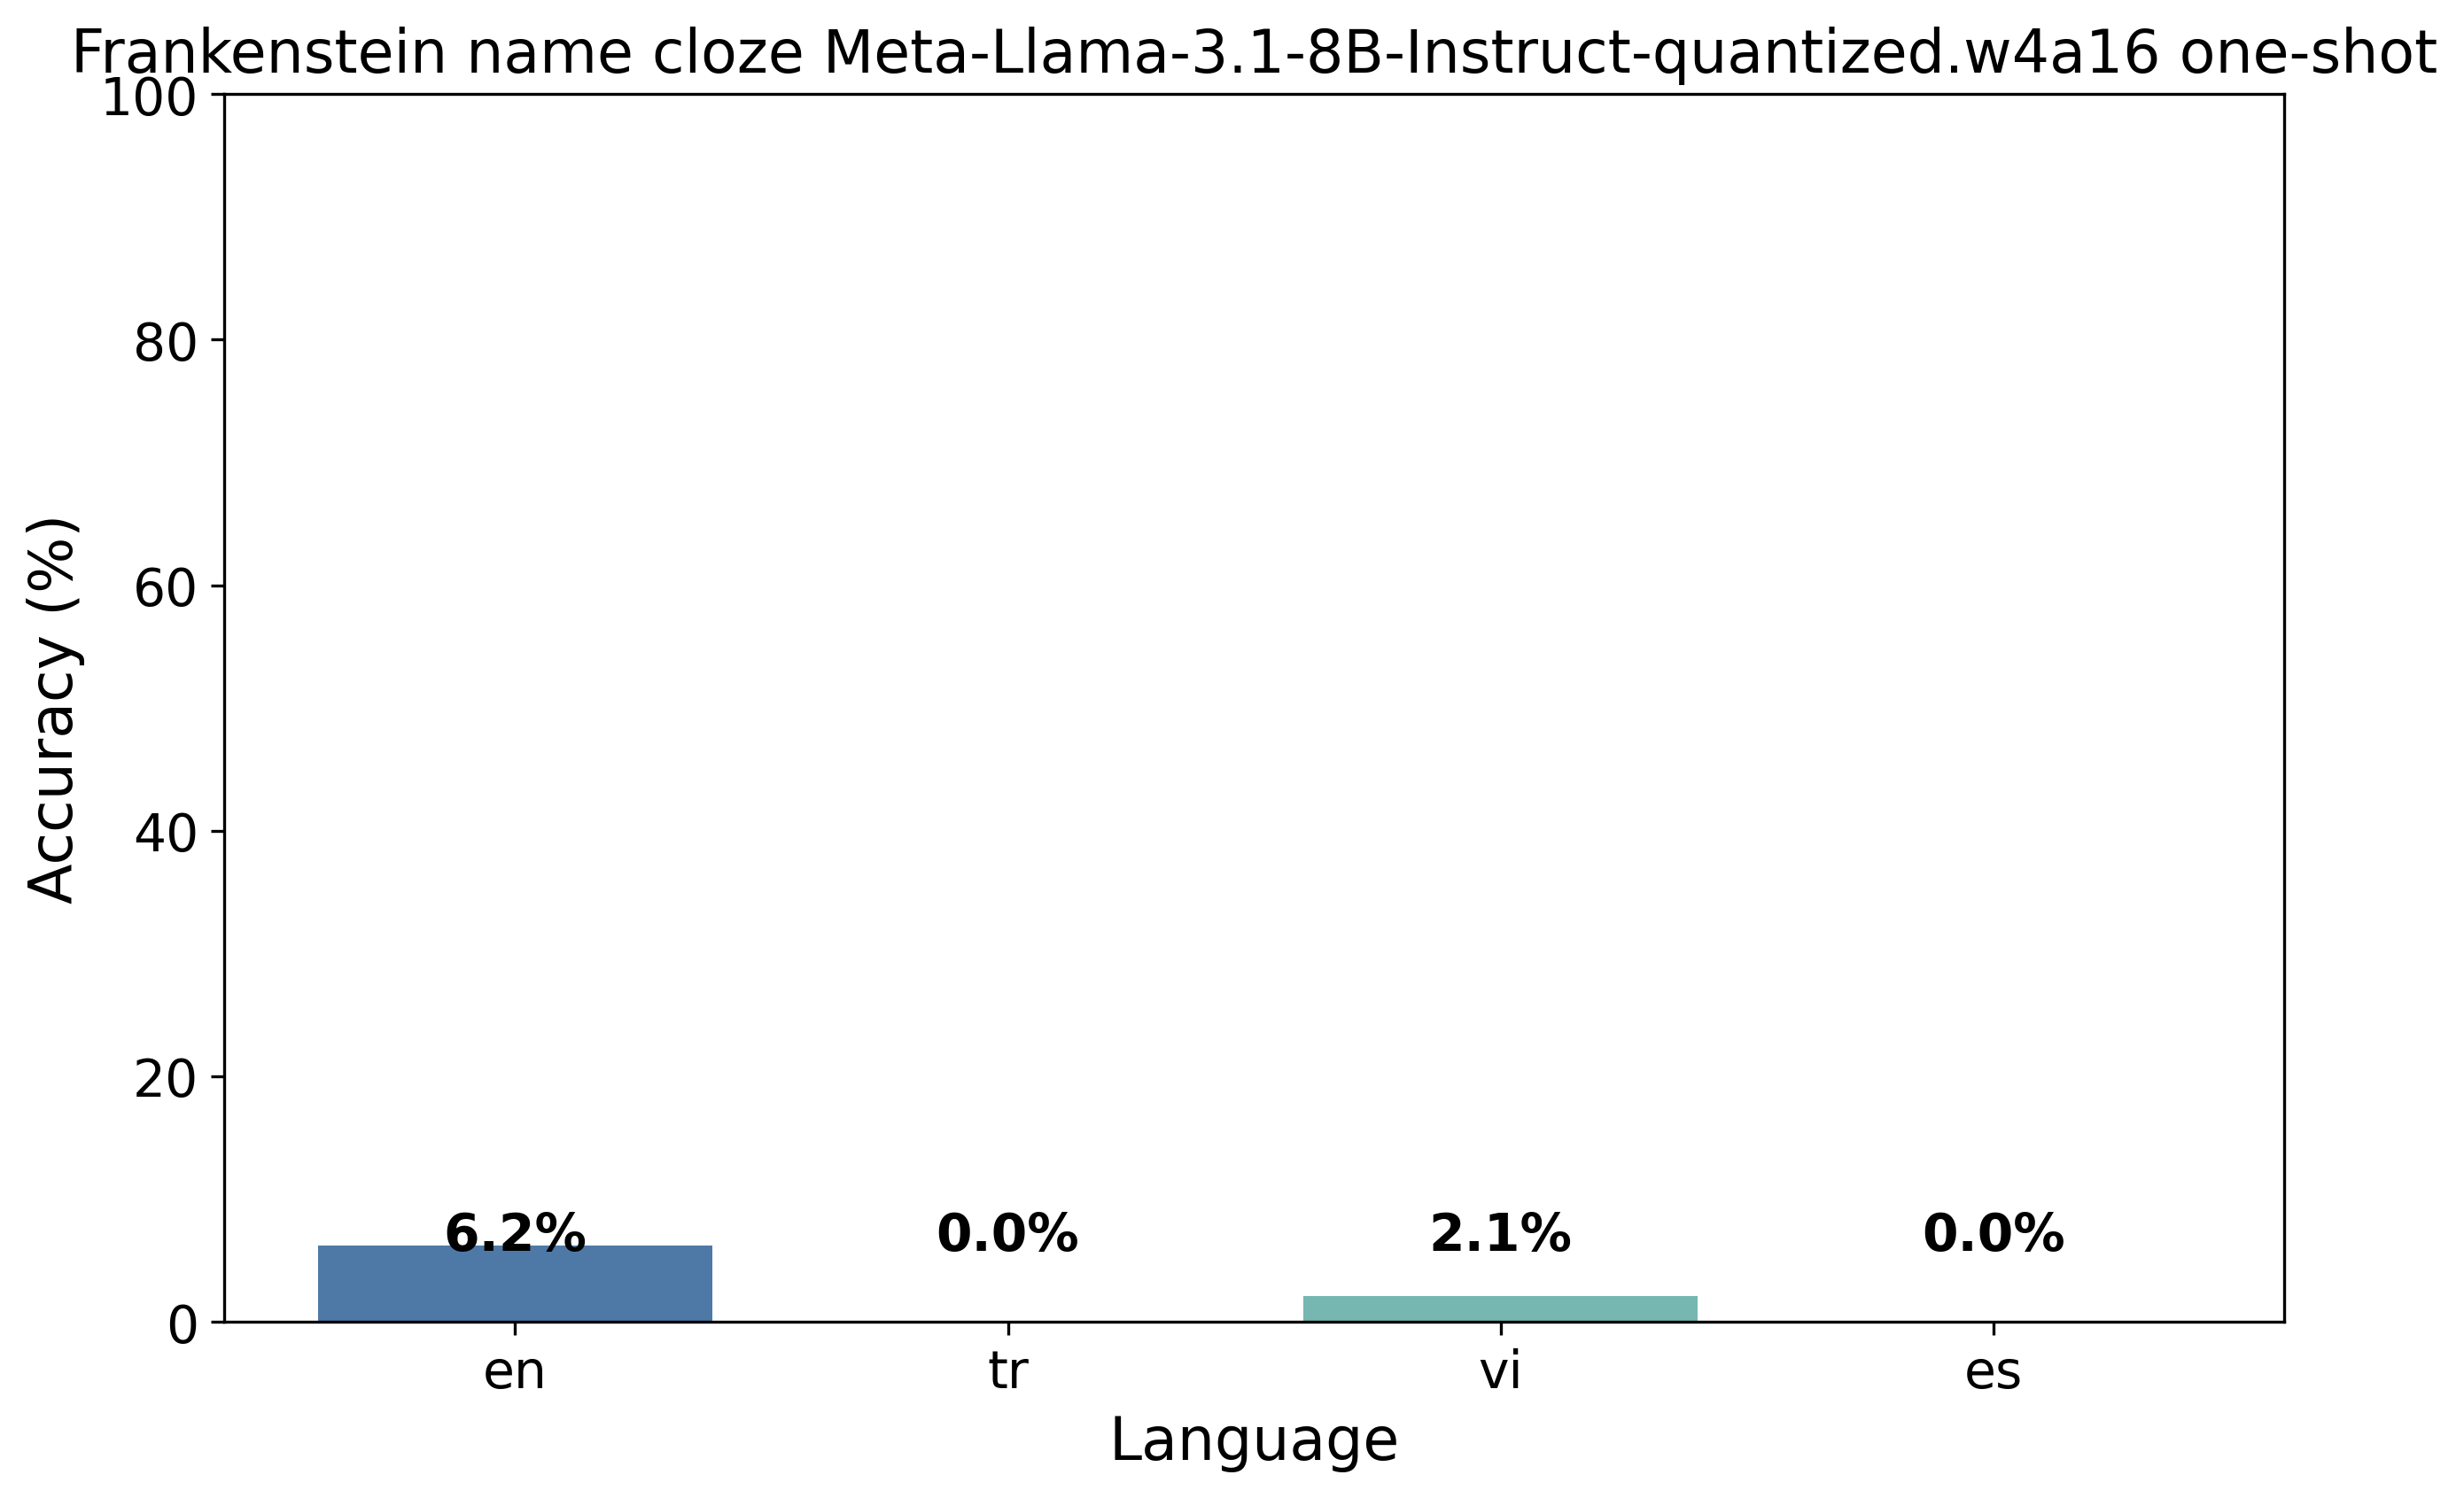 Frankenstein name cloze Meta-Llama-3.1-8B-Instruct-quantized.w4a16 one-shot
100
80
60
40
20
0
Accuracy (%)
6.2%
0.0%
2.1%
0.0%
en
tr
vi
es
Language